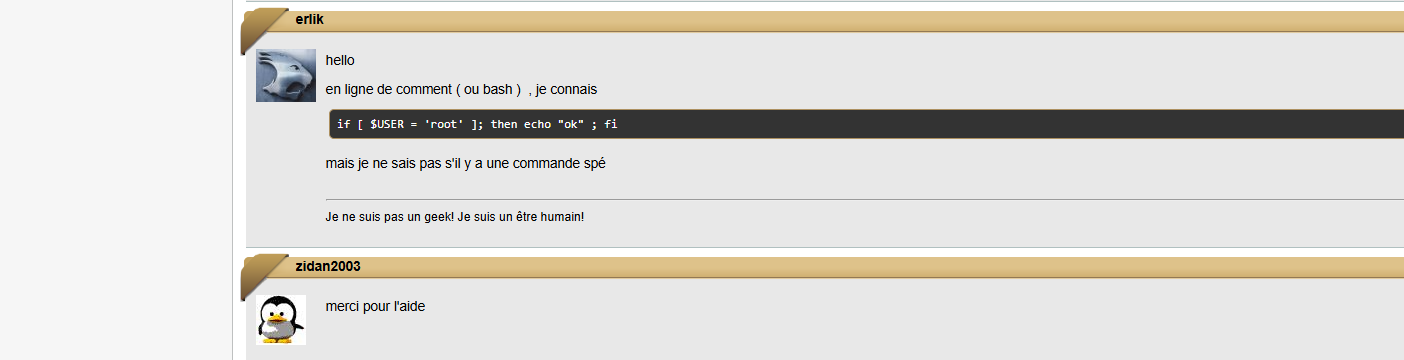 erlik
hello
en ligne de comment ( ou bash )  , je connais
if [ $USER = 'root' ]; then echo "ok" ; fi
mais je ne sais pas s'il y a une commande spé
Je ne suis pas un geek! Je suis un être humain!
zidan2003
merci pour l'aide